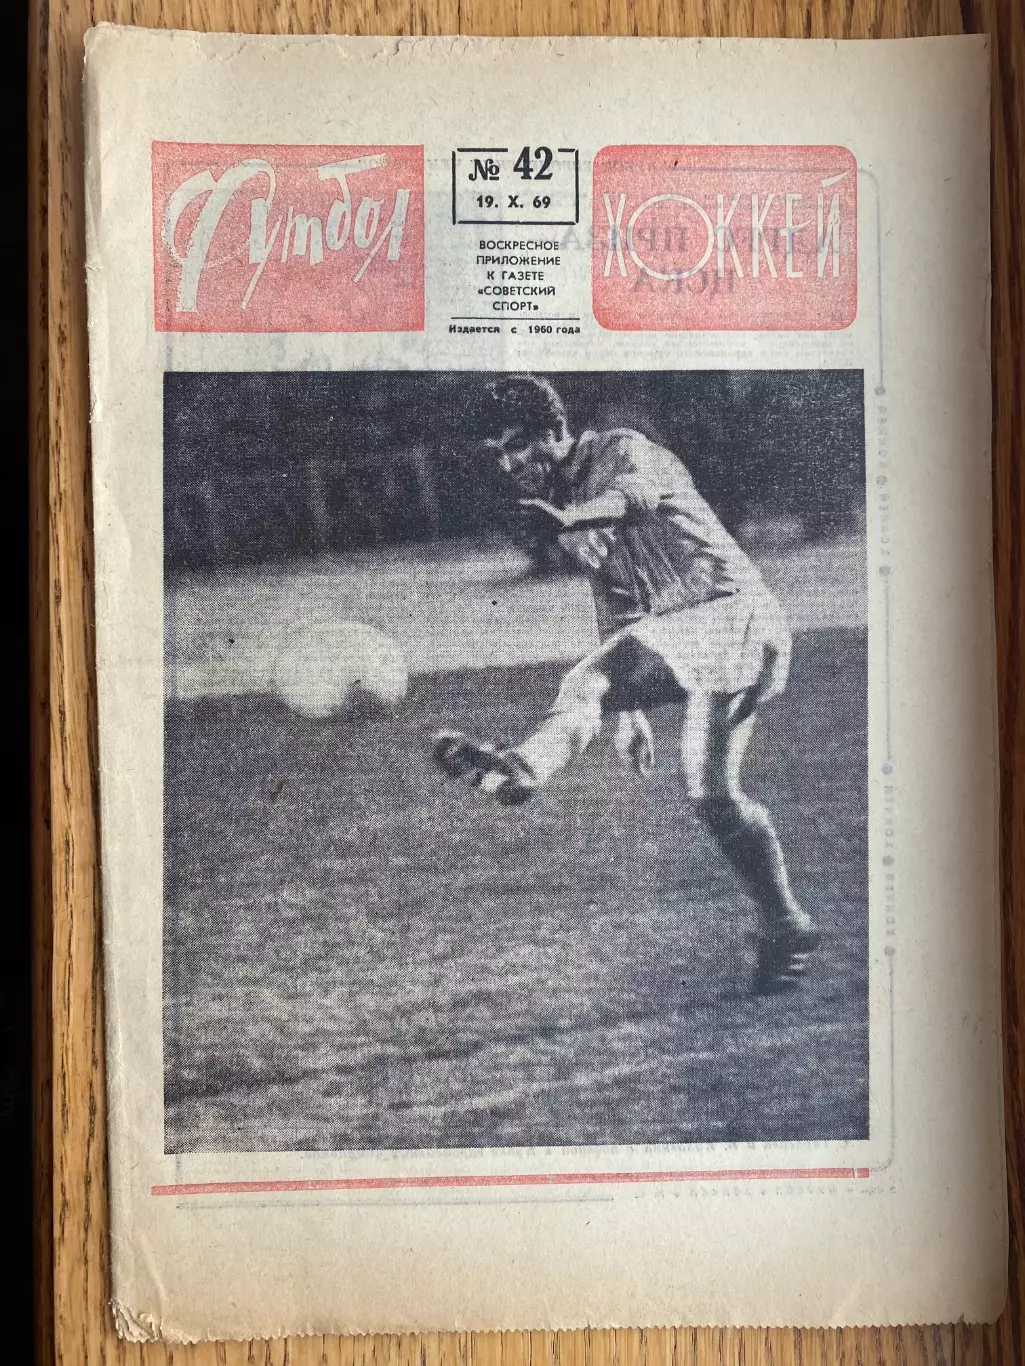 Футбол
№ 42
19. X. 69
ВОСКРЕСНОЕ
ПРИЛОЖЕНИЕ
К ГАЗЕТЕ
«СОВЕТСКИЙ
СПОРТ»
Издается с 1960 года
ХОККЕЙ